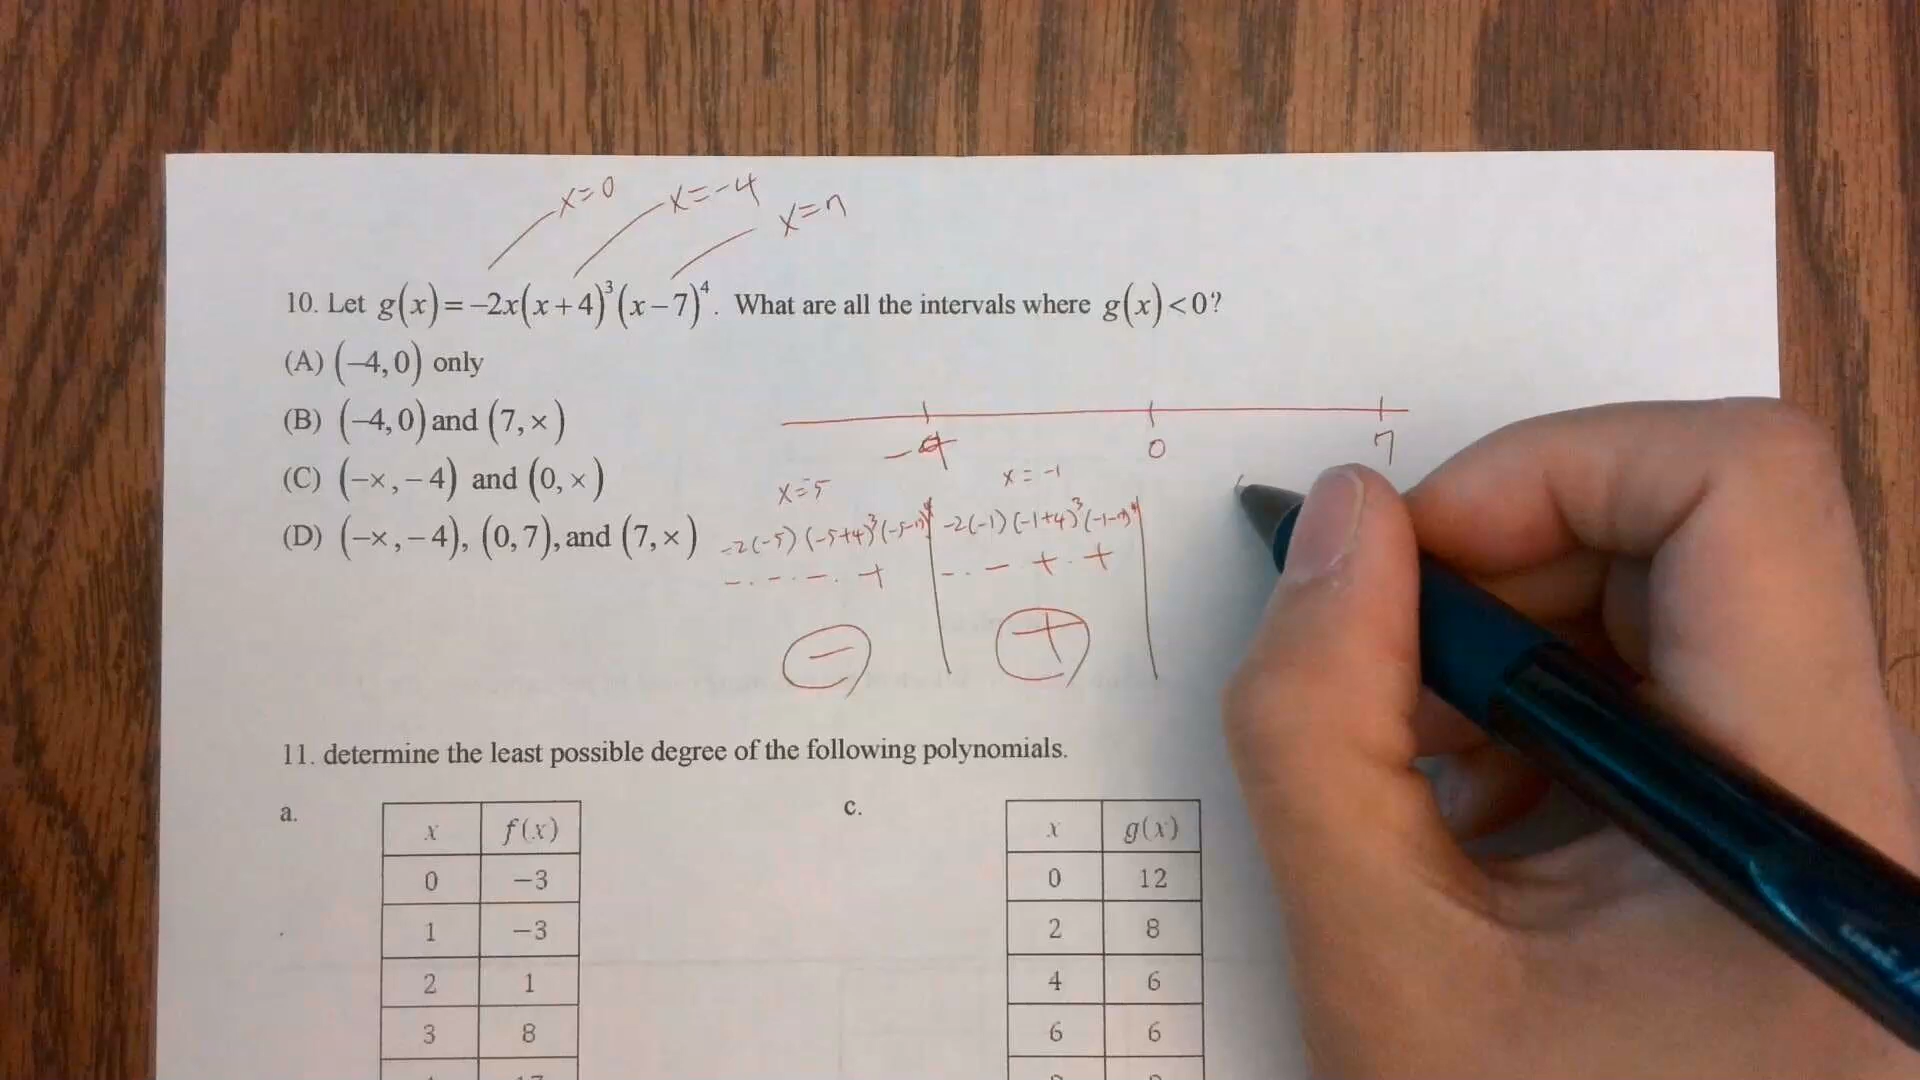 x=0 x=-4 x=7
10. Let g(x)=-2x(x+4)³(x-7)⁴. What are all the intervals where g(x)<0?
(A) (-4,0) only
(B) (-4,0) and (7,×)
(C) (-×,-4) and (0,×)
(D) (-×,-4), (0,7), and (7,×)
-4 0 7
x=-5 x=-1
-2(-5)(-5+4)³(-5-7)⁴ -2(-1)(-1+4)³(-1-7)⁴
- · - · - · + - · - + · +
- +
11. determine the least possible degree of the following polynomials.
a.
x f(x)
0 -3
1 -3
2 1
3 8
c.
x g(x)
0 12
2 8
4 6
6 6